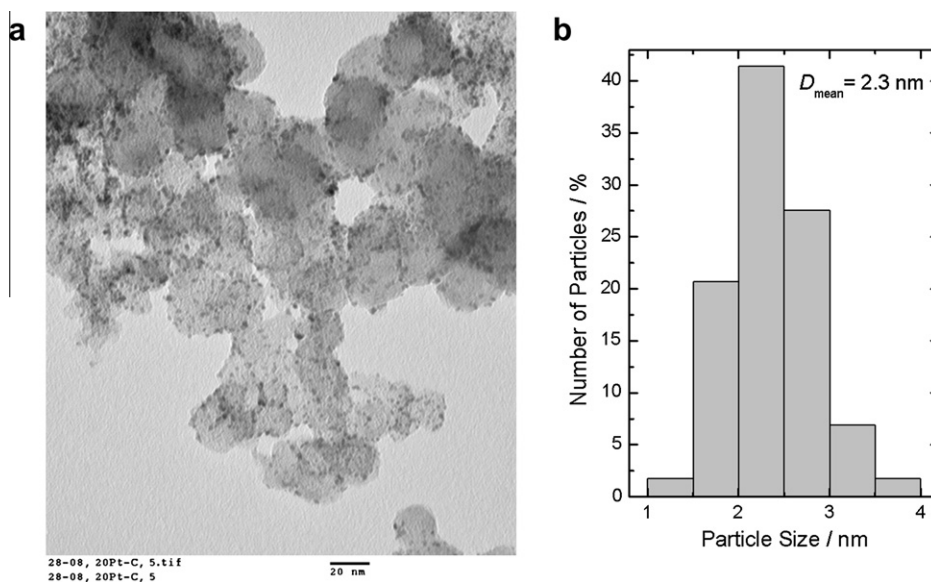 a
28-08, 20Pt-C, 5.tif
28-08, 20Pt-C, 5
20 nm
b
D_mean = 2.3 nm
Number of Particles / %
40
35
30
25
20
15
10
5
0
1 2 3 4
Particle Size / nm